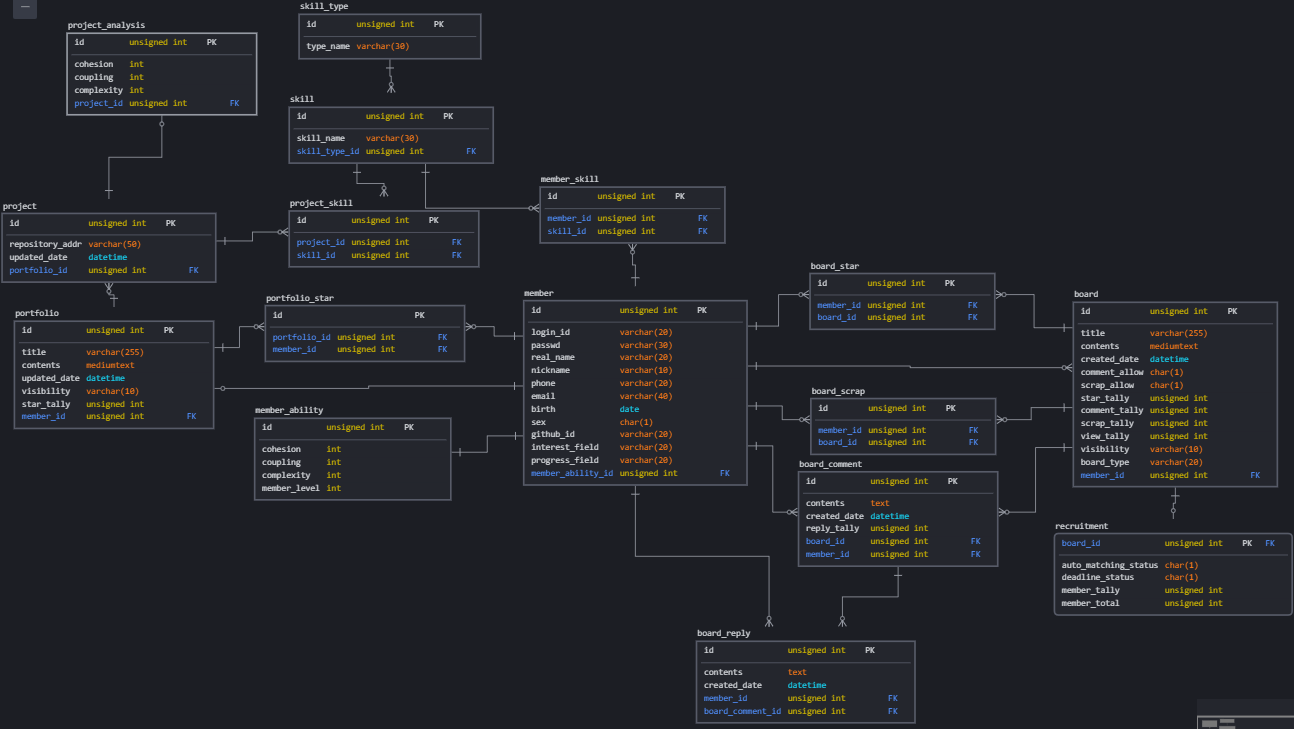 skill_type
id unsigned int PK
type_name varchar(30)
project_analysis
id unsigned int PK
cohesion int
coupling int
complexity int
project_id unsigned int FK
skill
id unsigned int PK
skill_name varchar(30)
skill_type_id unsigned int FK
member_skill
id unsigned int PK
member_id unsigned int FK
skill_id unsigned int FK
project
id unsigned int PK
repository_addr varchar(50)
updated_date datetime
portfolio_id unsigned int FK
project_skill
id unsigned int PK
project_id unsigned int FK
skill_id unsigned int FK
board_star
id unsigned int PK
member_id unsigned int FK
board_id unsigned int FK
portfolio_star
id PK
portfolio_id unsigned int FK
member_id unsigned int FK
member
id unsigned int PK
login_id varchar(20)
passwd varchar(30)
real_name varchar(20)
nickname varchar(10)
phone varchar(20)
email varchar(40)
birth date
sex char(1)
github_id varchar(20)
interest_field varchar(20)
progress_field varchar(20)
member_ability_id unsigned int FK
board
id unsigned int PK
title varchar(255)
contents mediumtext
created_date datetime
comment_allow char(1)
scrap_allow char(1)
star_tally unsigned int
comment_tally unsigned int
scrap_tally unsigned int
view_tally unsigned int
visibility varchar(10)
board_type varchar(20)
member_id unsigned int FK
portfolio
id unsigned int PK
title varchar(255)
contents mediumtext
updated_date datetime
visibility varchar(10)
star_tally unsigned int
member_id unsigned int FK
board_scrap
id unsigned int PK
member_id unsigned int FK
board_id unsigned int FK
member_ability
id unsigned int PK
cohesion int
coupling int
complexity int
member_level int
board_comment
id unsigned int PK
contents text
created_date datetime
reply_tally unsigned int
board_id unsigned int FK
member_id unsigned int FK
recruitment
board_id unsigned int PK FK
auto_matching_status char(1)
deadline_status char(1)
member_tally unsigned int
member_total unsigned int
board_reply
id unsigned int PK
contents text
created_date datetime
member_id unsigned int FK
board_comment_id unsigned int FK